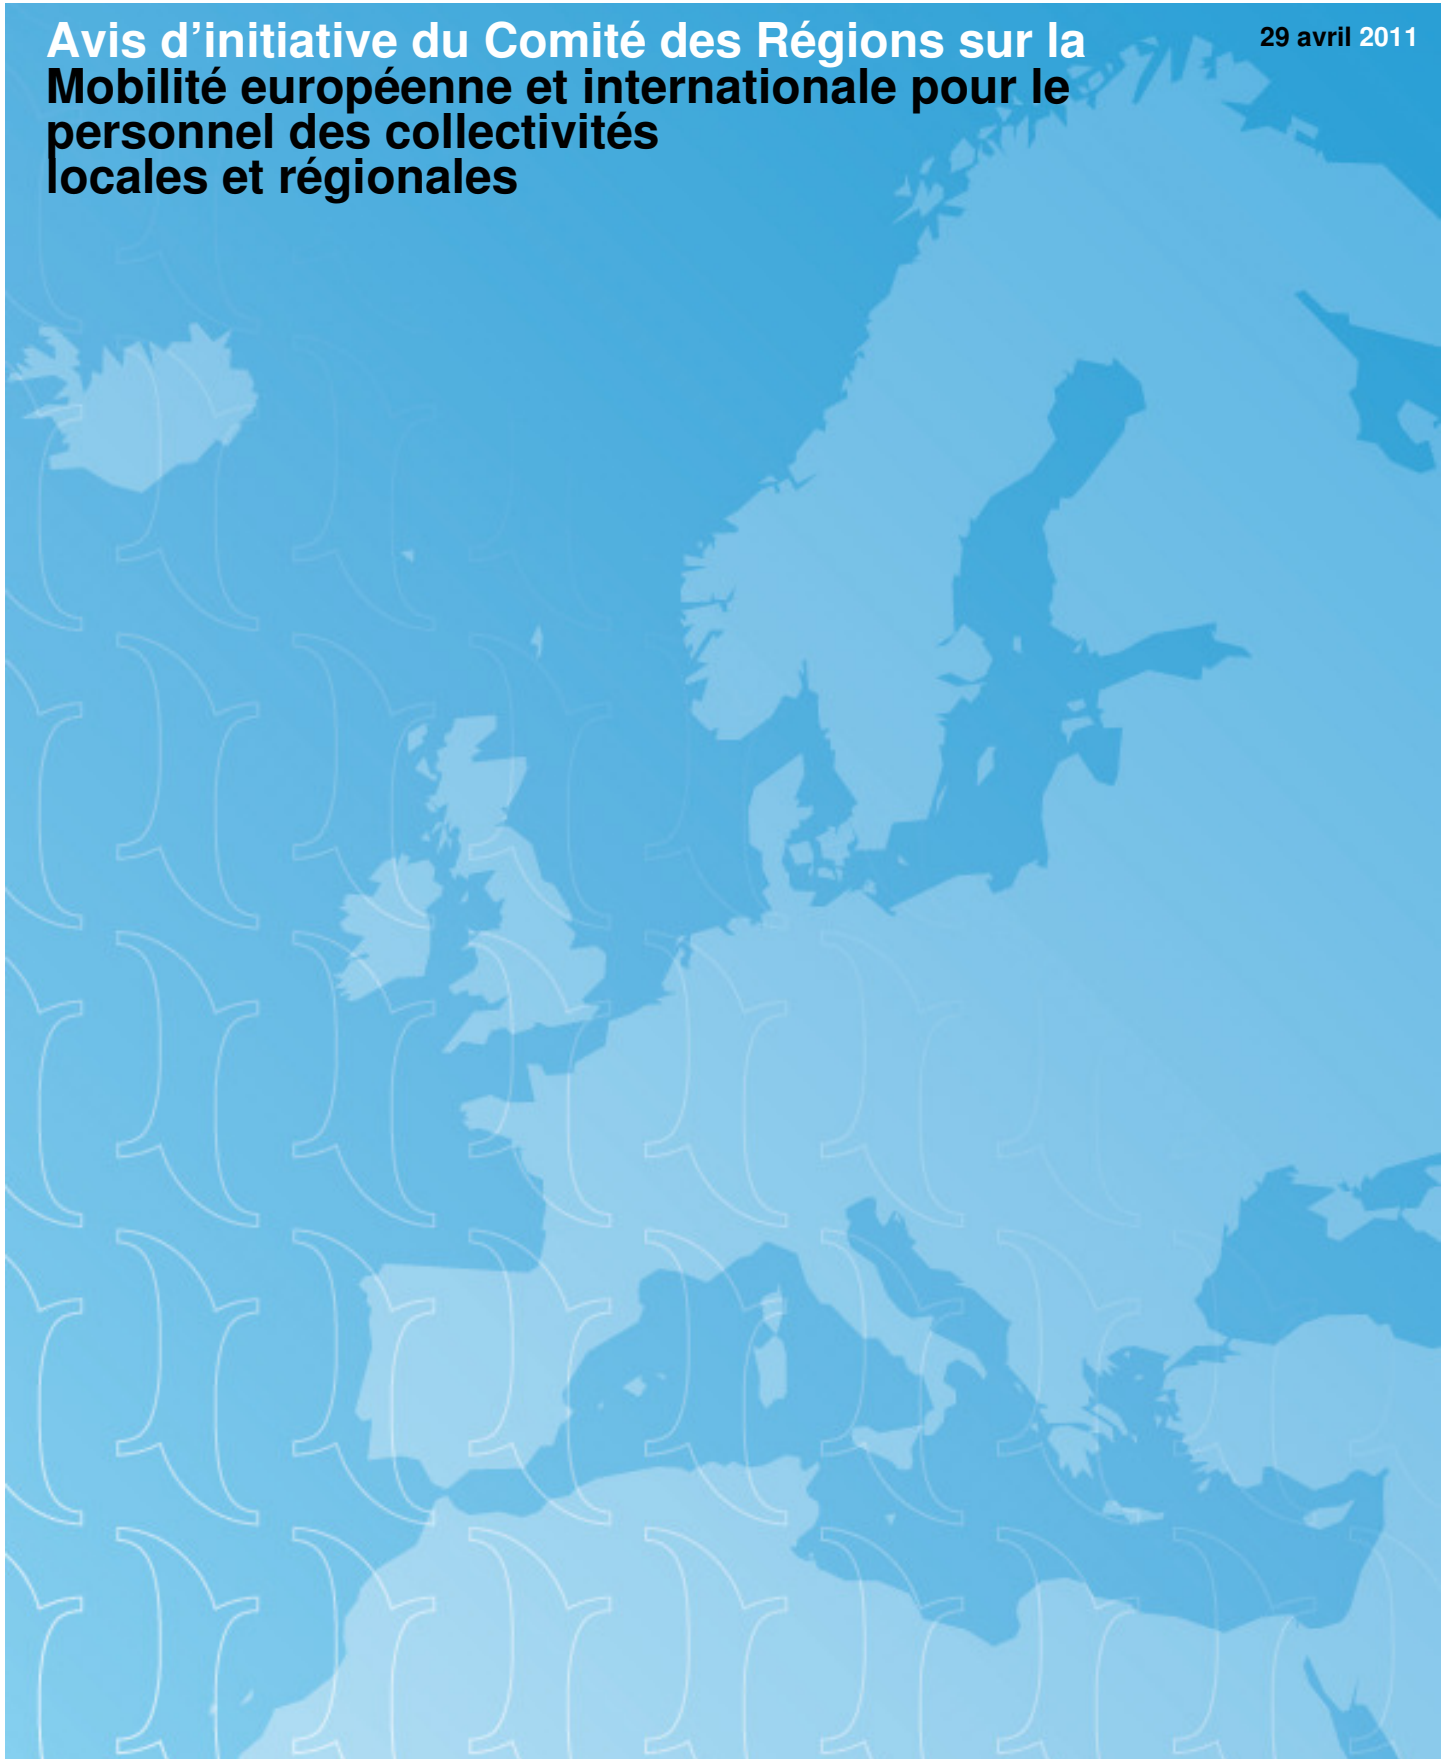 Avis d'initiative du Comité des Régions sur la
29 avril 2011
Mobilité européenne et internationale pour le
personnel des collectivités
locales et régionales